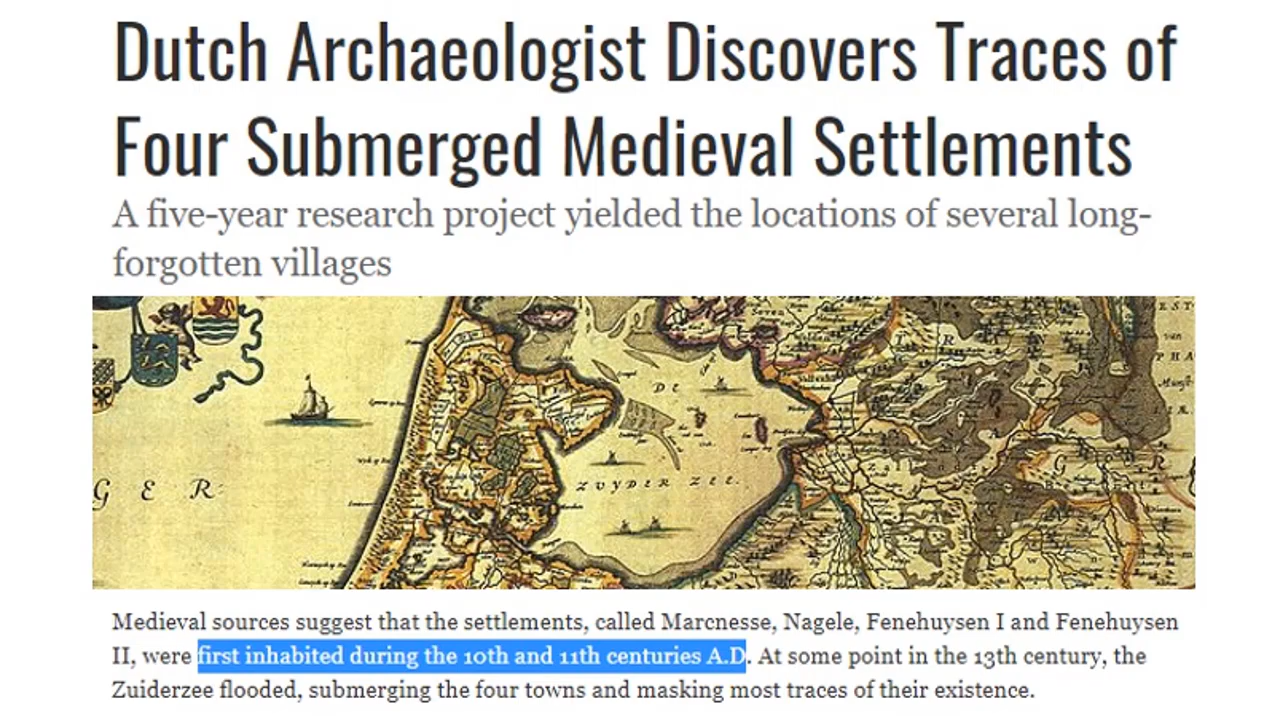 Dutch Archaeologist Discovers Traces of
Four Submerged Medieval Settlements
A five-year research project yielded the locations of several long-
forgotten villages
G E R
DE
ZUYDER ZEE.
Medieval sources suggest that the settlements, called Marcnesse, Nagele, Fenehuysen I and Fenehuysen
II, were first inhabited during the 10th and 11th centuries A.D. At some point in the 13th century, the
Zuiderzee flooded, submerging the four towns and masking most traces of their existence.